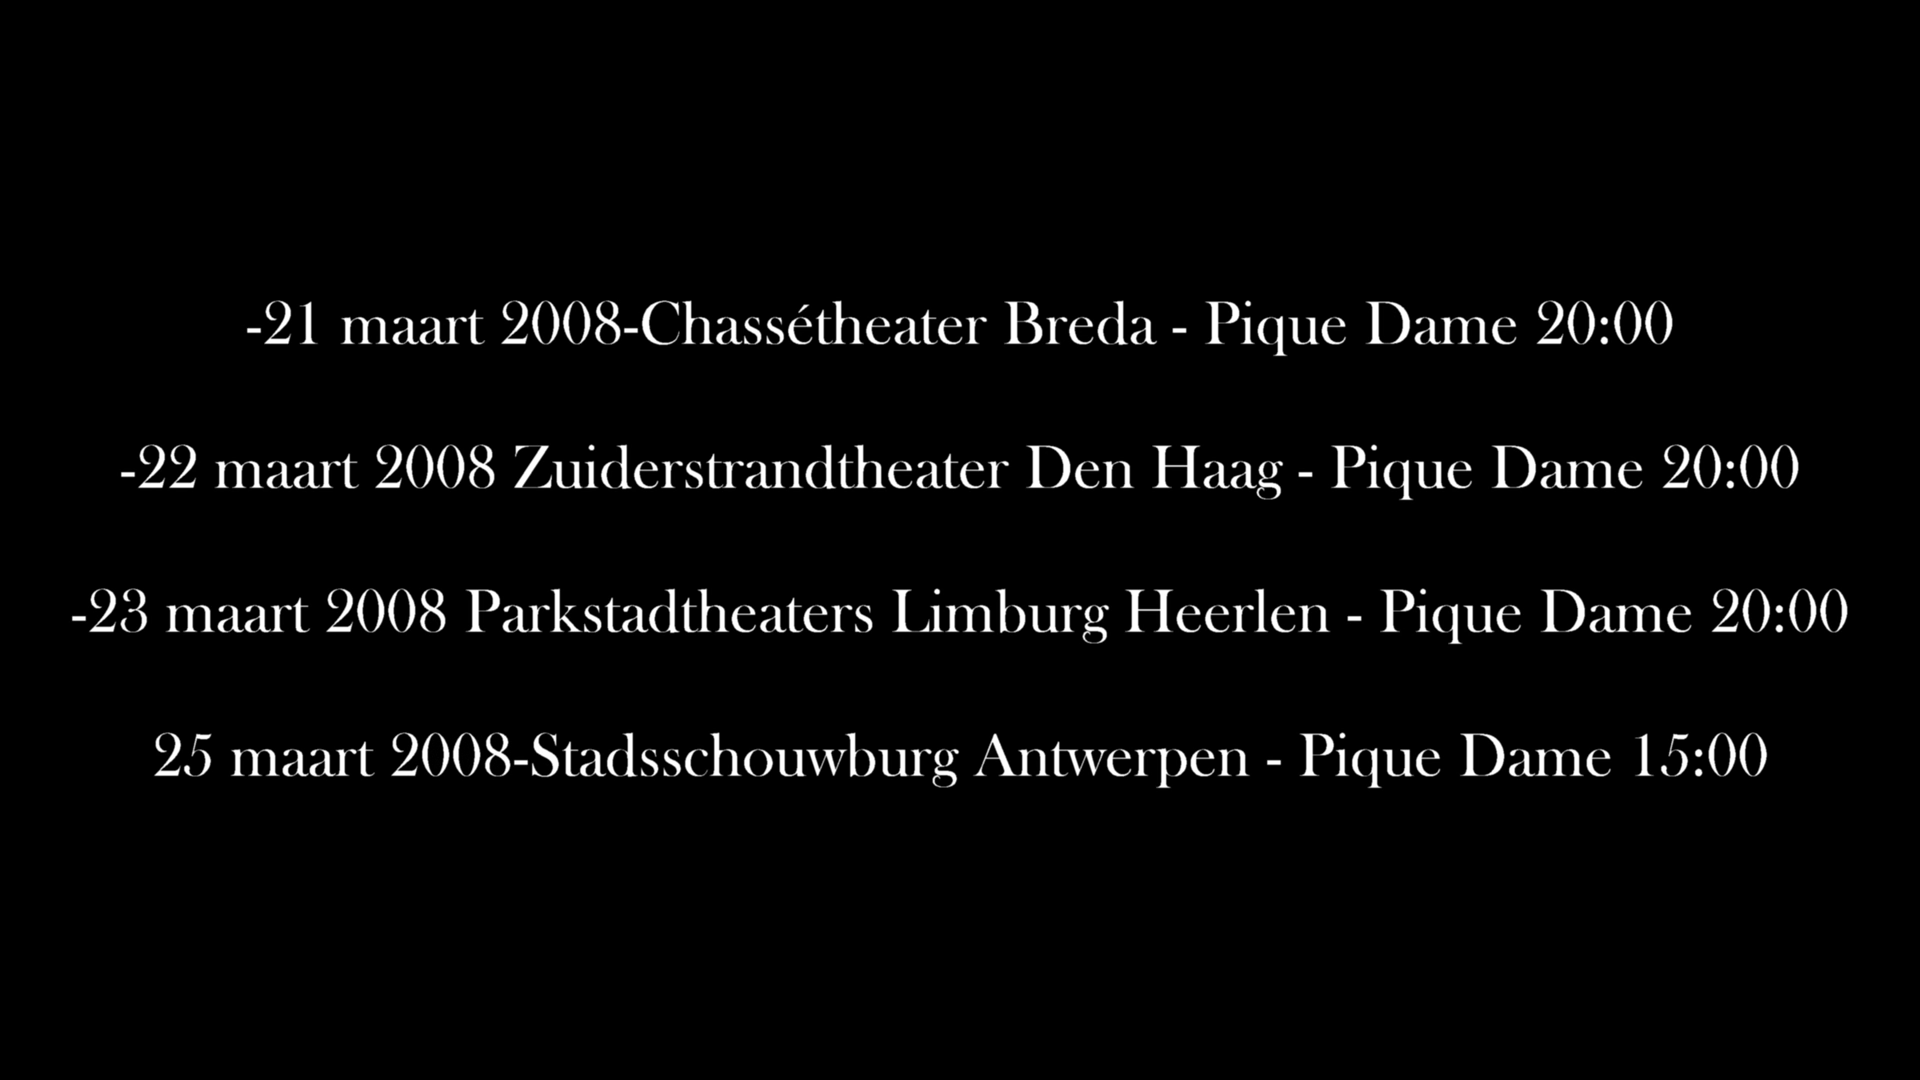 -21 maart 2008-Chassétheater Breda - Pique Dame 20:00
-22 maart 2008 Zuiderstrandtheater Den Haag - Pique Dame 20:00
-23 maart 2008 Parkstadtheaters Limburg Heerlen - Pique Dame 20:00
25 maart 2008-Stadsschouwburg Antwerpen - Pique Dame 15:00